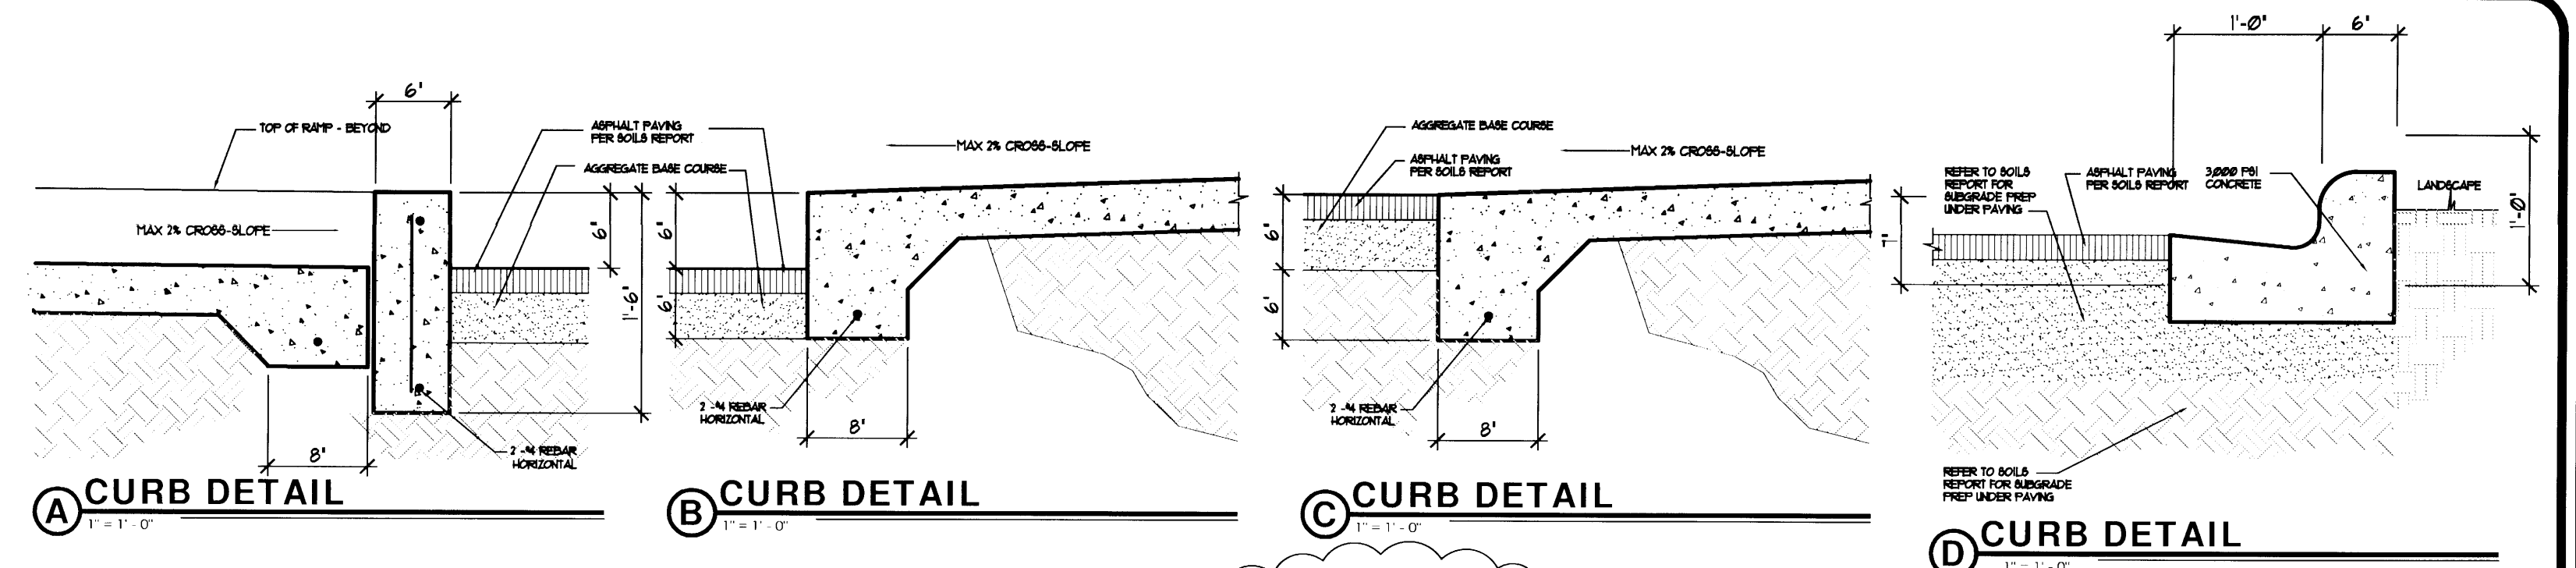 6"
TOP OF RAMP - BEYOND
MAX 2% CROSS-SLOPE
ASPHALT PAVING
PER SOILS REPORT
AGGREGATE BASE COURSE
6"
1'-6"
8"
2 - #4 REBAR
HORIZONTAL
A CURB DETAIL
1" = 1' - 0"
MAX 2% CROSS-SLOPE
6"
6"
2 - #4 REBAR
HORIZONTAL
8"
B CURB DETAIL
1" = 1' - 0"
AGGREGATE BASE COURSE
ASPHALT PAVING
PER SOILS REPORT
MAX 2% CROSS-SLOPE
6"
6"
2 - #4 REBAR
HORIZONTAL
8"
C CURB DETAIL
1" = 1' - 0"
1'-0"
6"
REFER TO SOILS
REPORT FOR
SUBGRADE PREP
UNDER PAVING
ASPHALT PAVING
PER SOILS REPORT
3,000 PSI
CONCRETE
LANDSCAPE
1'-0"
REFER TO SOILS
REPORT FOR SUBGRADE
PREP UNDER PAVING
D CURB DETAIL
1" = 1' - 0"